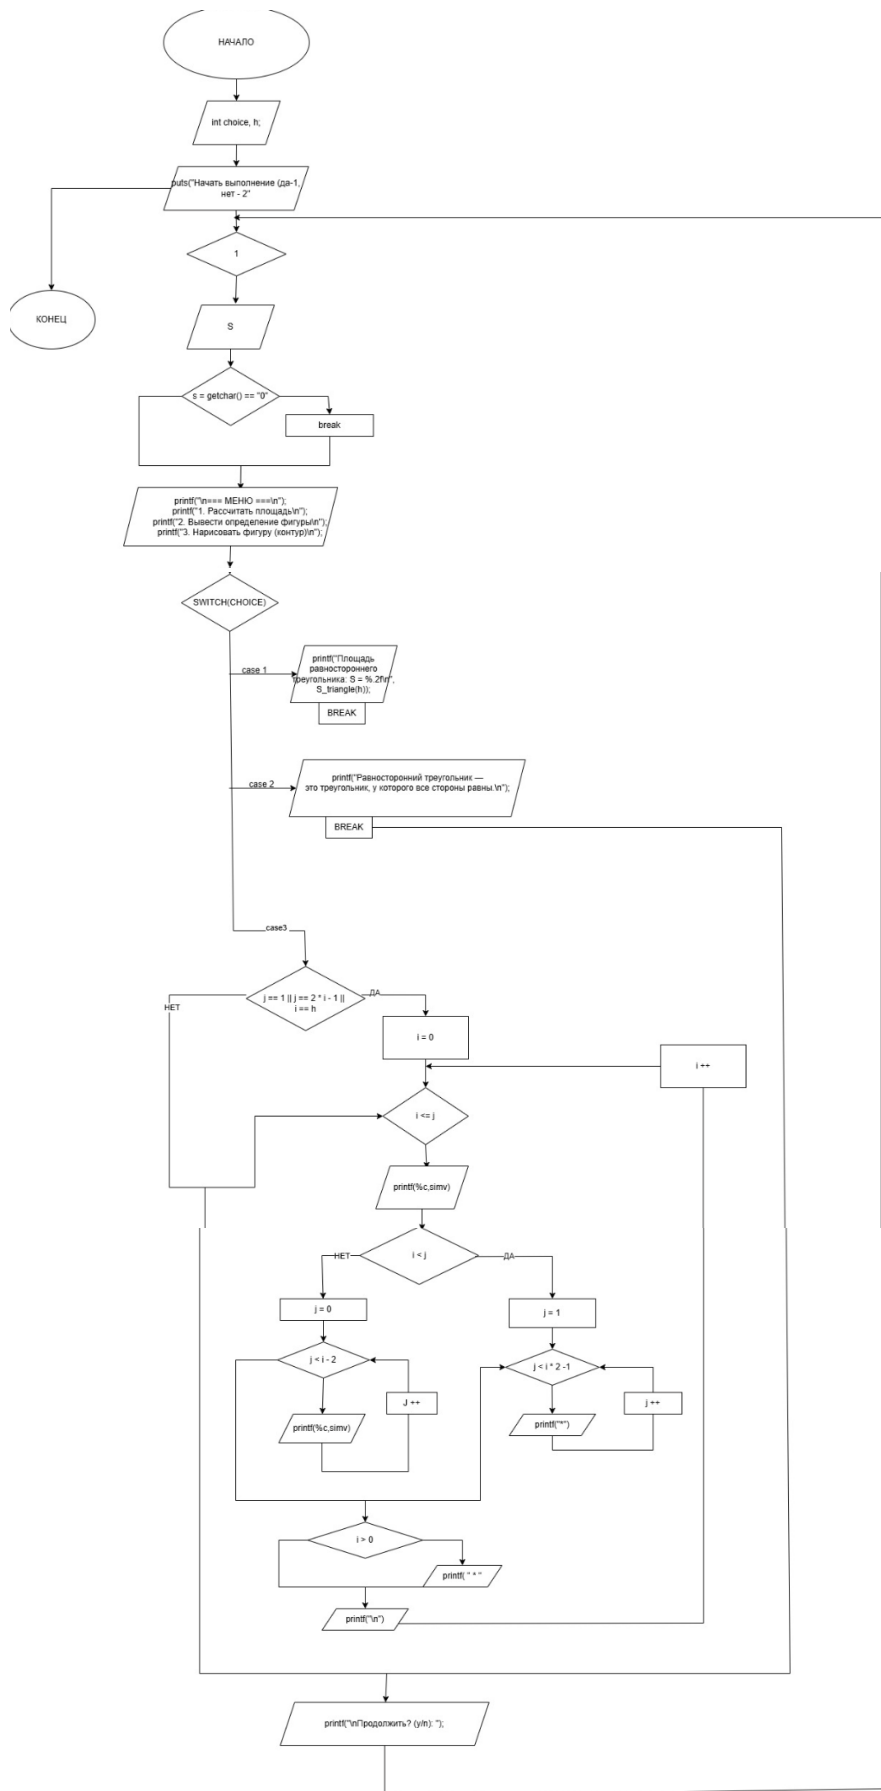 НАЧАЛО
int choice, h;
puts("Начать выполнение (да-1,
нет - 2"
1
КОНЕЦ
S
s = getchar() == "0"
break
printf("\n=== МЕНЮ ===\n");
printf("1. Рассчитать площадь\n");
printf("2. Вывести определение фигуры\n");
printf("3. Нарисовать фигуру (контур)\n");
SWITCH(CHOICE)
case 1
printf("Площадь
равностороннего
треугольника: S = %.2f\n",
S_triangle(h));
BREAK
case 2
printf("Равносторонний треугольник —
это треугольник, у которого все стороны равны.\n");
BREAK
case3
j == 1 || j == 2 * i - 1 ||
i == h
НЕТ
ДА
i = 0
i ++
i <= j
printf(%c,simv)
i < j
НЕТ
ДА
j = 0
j = 1
j < i - 2
j < i * 2 -1
J ++
j ++
printf(%c,simv)
printf("*")
i > 0
printf( " * "
printf("\n")
printf("\nПродолжить? (y/n): ");